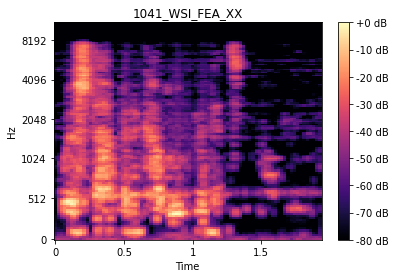 1041_WSI_FEA_XX
8192
4096
2048
1024
512
0
Hz
0
0.5
1
1.5
Time
+0 dB
-10 dB
-20 dB
-30 dB
-40 dB
-50 dB
-60 dB
-70 dB
-80 dB